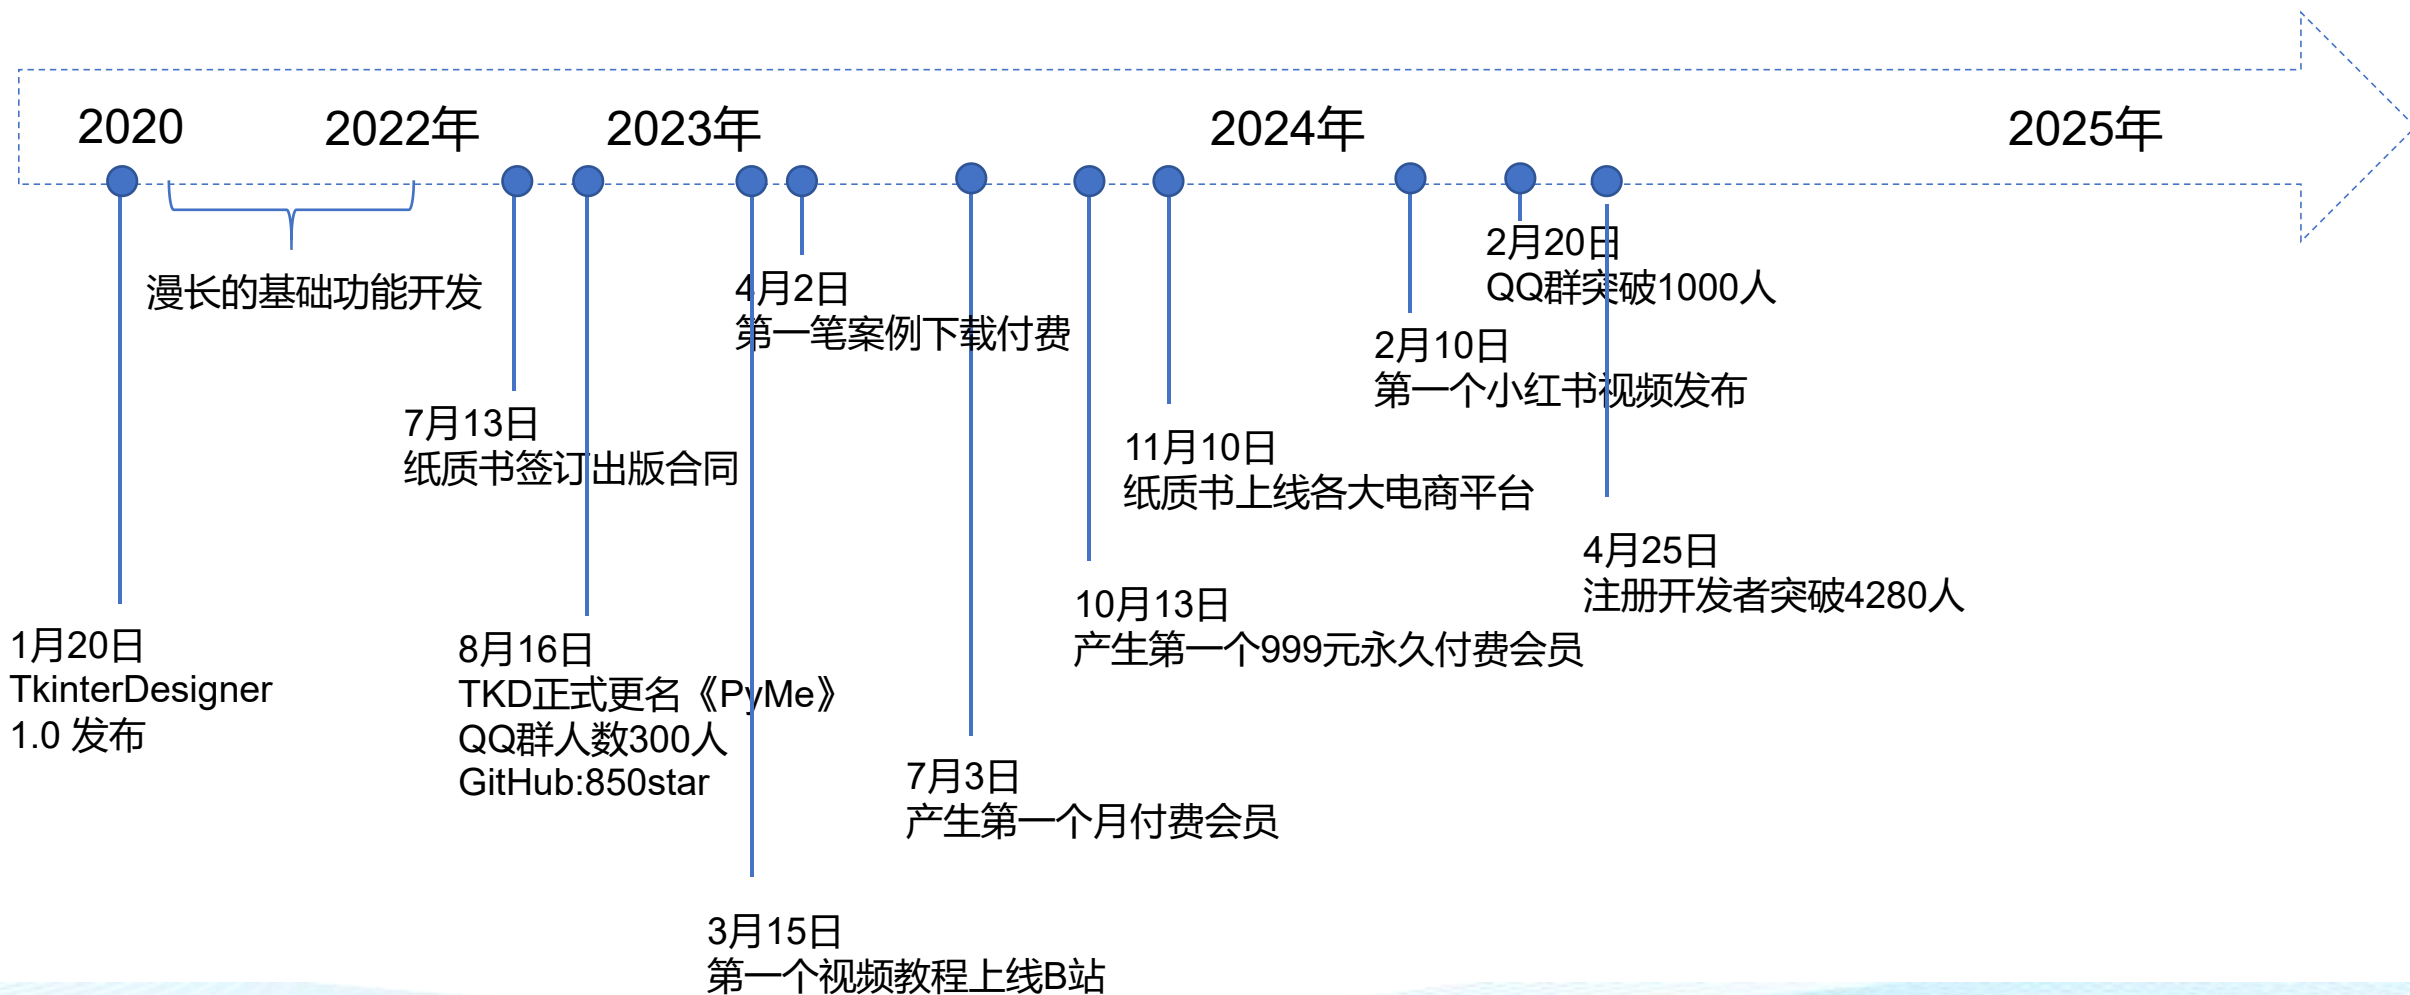 2020
2022年
2023年
2024年
2025年
漫长的基础功能开发
1月20日
TkinterDesigner
1.0 发布
7月13日
纸质书签订出版合同
8月16日
TKD正式更名《PyMe》
QQ群人数300人
GitHub:850star
3月15日
第一个视频教程上线B站
4月2日
第一笔案例下载付费
7月3日
产生第一个月付费会员
10月13日
产生第一个999元永久付费会员
11月10日
纸质书上线各大电商平台
2月10日
第一个小红书视频发布
2月20日
QQ群突破1000人
4月25日
注册开发者突破4280人